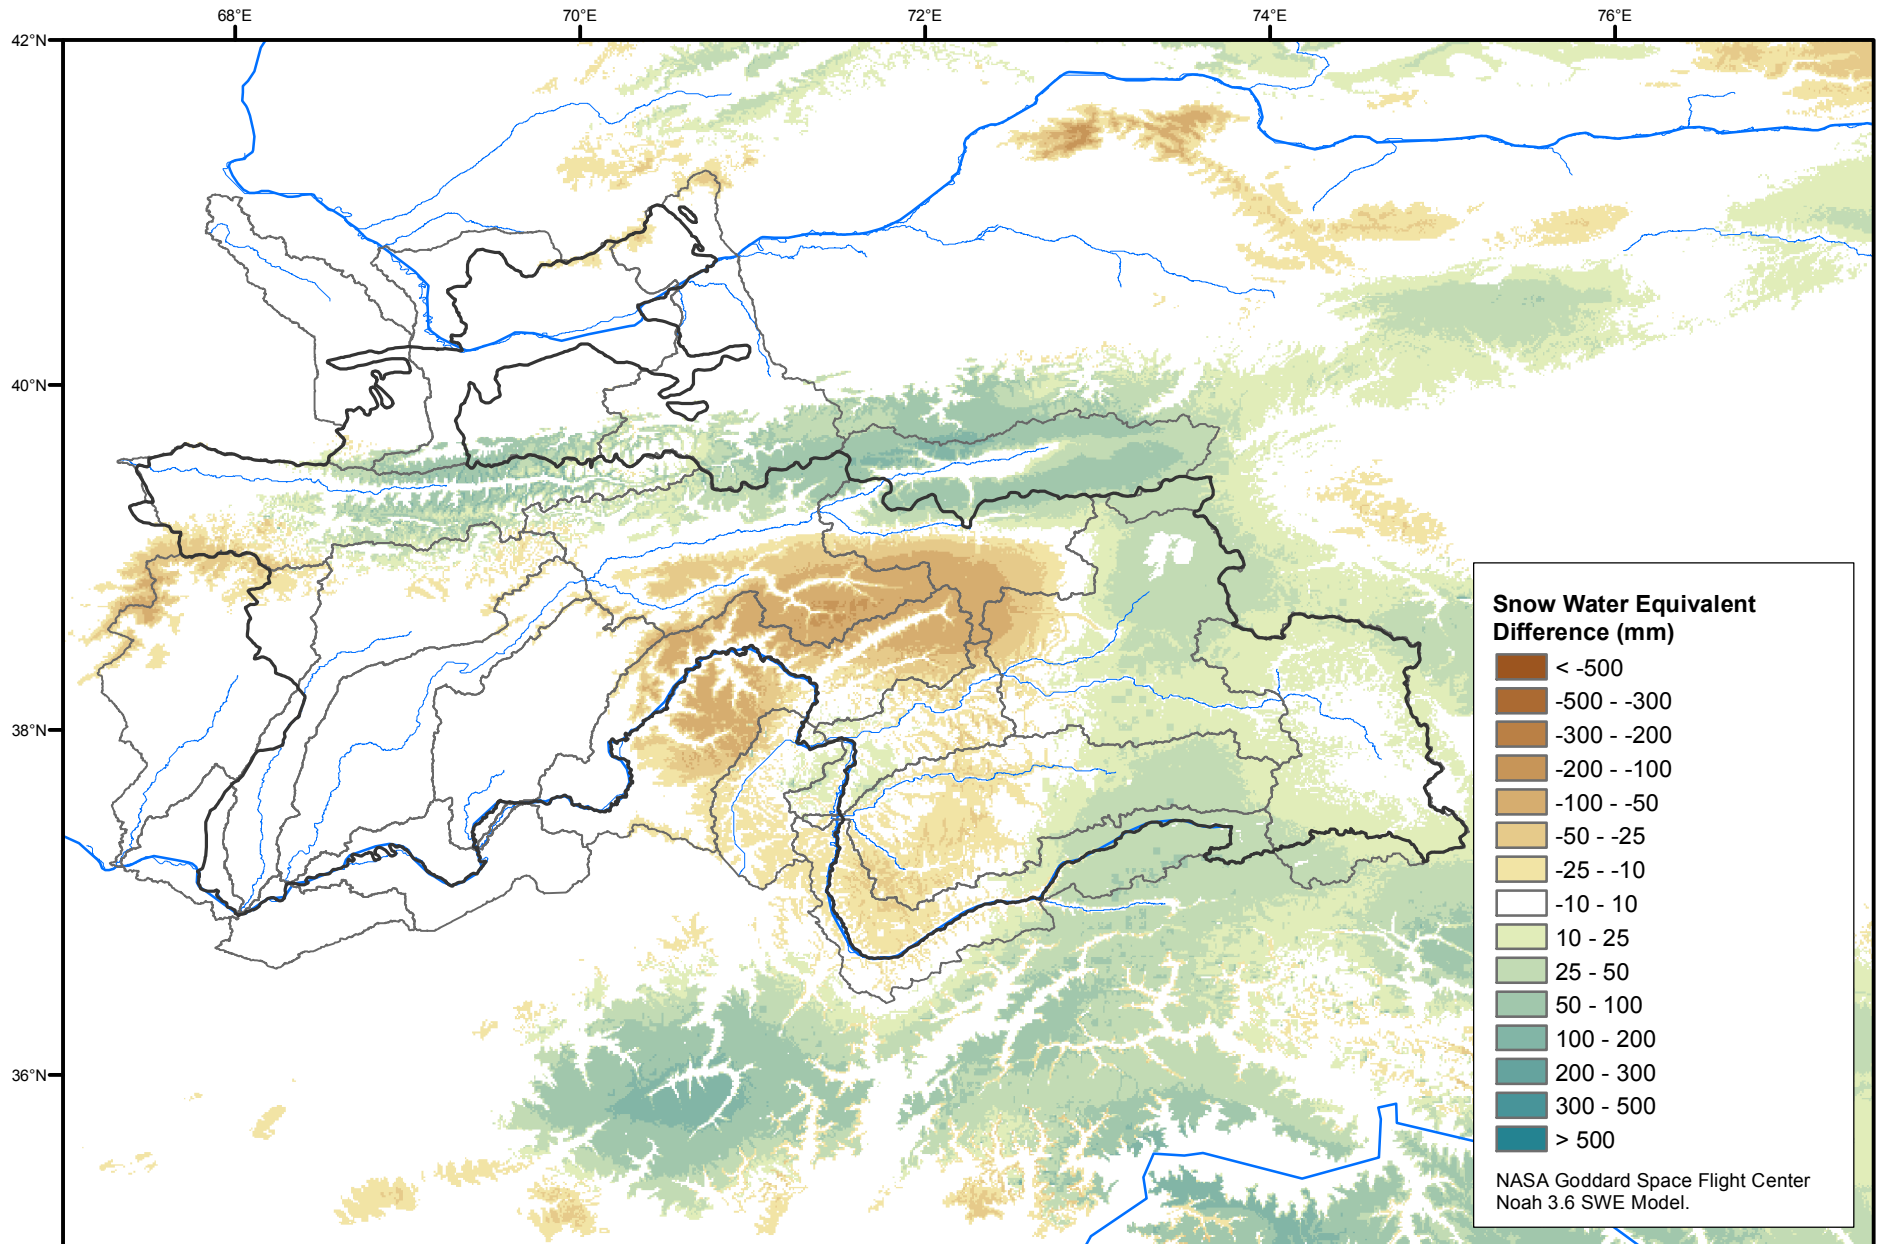 68°E
70°E
72°E
74°E
76°E
42°N
40°N
38°N
36°N
Snow Water Equivalent
Difference (mm)
< -500
-500 - -300
-300 - -200
-200 - -100
-100 - -50
-50 - -25
-25 - -10
-10 - 10
10 - 25
25 - 50
50 - 100
100 - 200
200 - 300
300 - 500
> 500
NASA Goddard Space Flight Center
Noah 3.6 SWE Model.